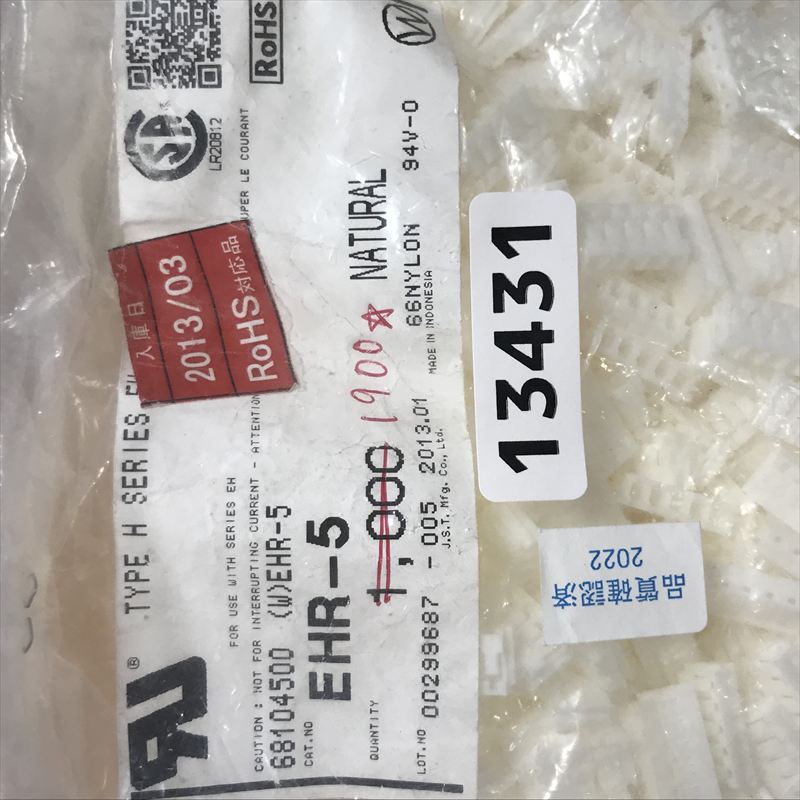 TYPE H SERIES
FOR USE WITH SERIES EH
CAUTION : NOT FOR INTERRUPTING CURRENT - ATTENTION
UPER LE COURANT
LR20812
RoHS
68104500 (W)EHR-5
CAT.NO EHR-5 NATURAL
QUANTITY 1,000 1900☆
66NYLON 94V-0
LOT.NO 00299687 - 005 2013.01 MADE IN INDONESIA
J.S.T. Mfg. Co., Ltd.
入庫日
2013/03
RoHS対応品
13431
品質確認済
2022